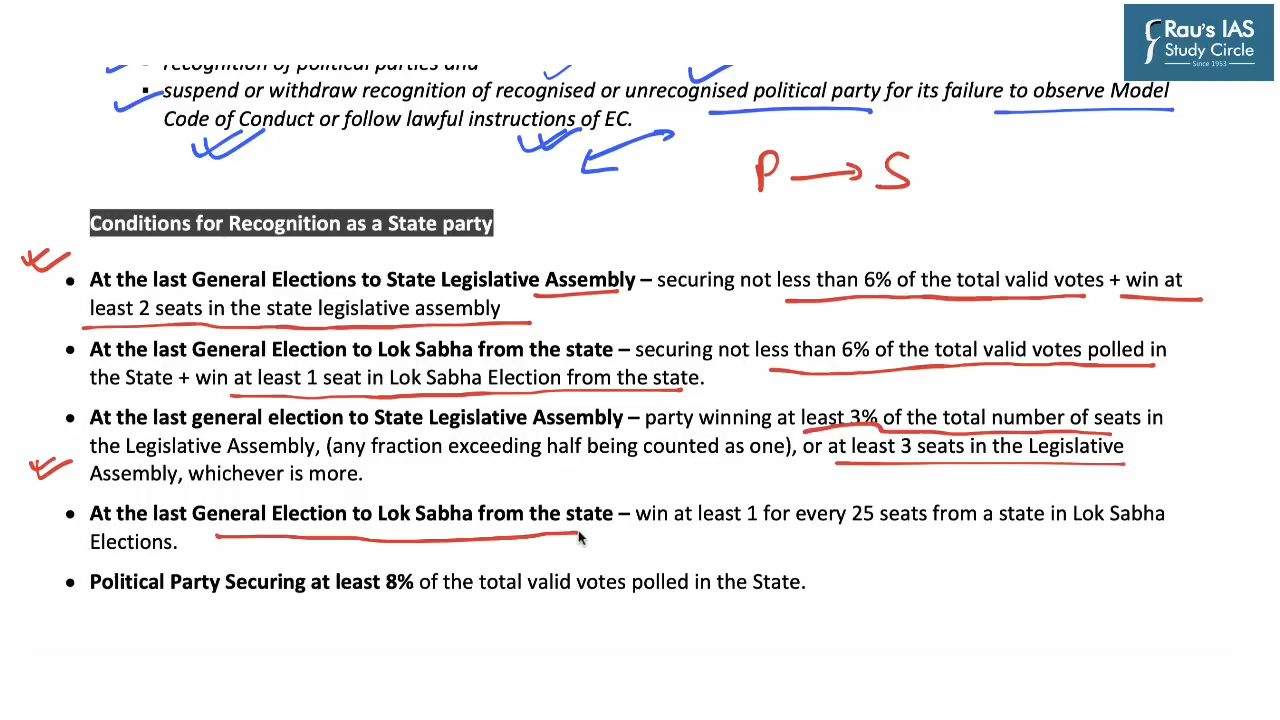 Rau's IAS
Study Circle
Since 1953
▪ recognition of political parties and
▪ suspend or withdraw recognition of recognised or unrecognised political party for its failure to observe Model
Code of Conduct or follow lawful instructions of EC.
P → S
Conditions for Recognition as a State party
• At the last General Elections to State Legislative Assembly – securing not less than 6% of the total valid votes + win at
least 2 seats in the state legislative assembly
• At the last General Election to Lok Sabha from the state – securing not less than 6% of the total valid votes polled in
the State + win at least 1 seat in Lok Sabha Election from the state.
• At the last general election to State Legislative Assembly – party winning at least 3% of the total number of seats in
the Legislative Assembly, (any fraction exceeding half being counted as one), or at least 3 seats in the Legislative
Assembly, whichever is more.
• At the last General Election to Lok Sabha from the state – win at least 1 for every 25 seats from a state in Lok Sabha
Elections.
• Political Party Securing at least 8% of the total valid votes polled in the State.